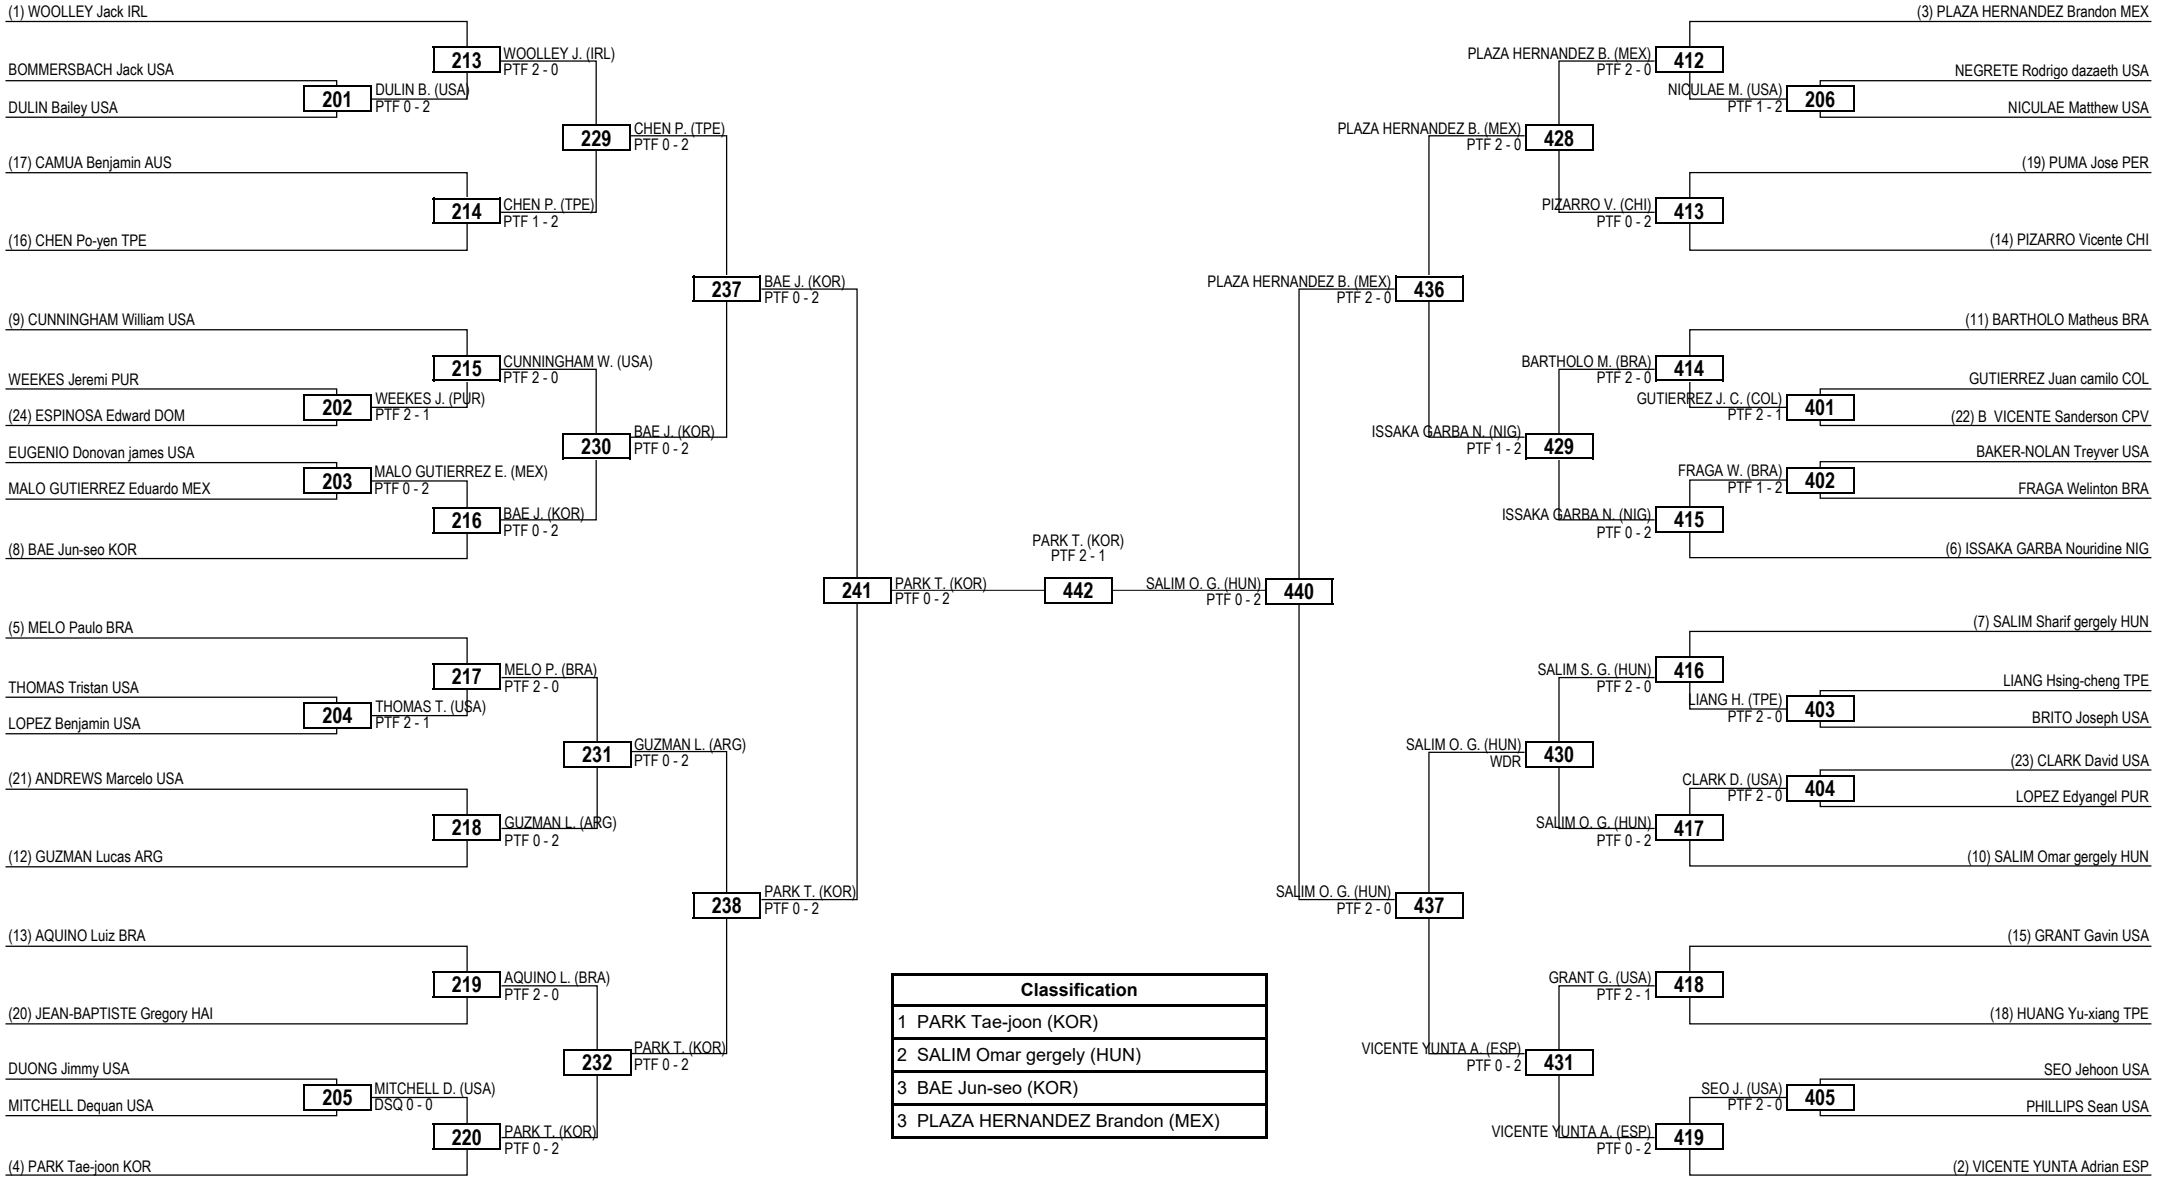 (1) WOOLLEY Jack IRL
BOMMERSBACH Jack USA
DULIN Bailey USA
(17) CAMUA Benjamin AUS
(16) CHEN Po-yen TPE
(9) CUNNINGHAM William USA
WEEKES Jeremi PUR
(24) ESPINOSA Edward DOM
EUGENIO Donovan james USA
MALO GUTIERREZ Eduardo MEX
(8) BAE Jun-seo KOR
(5) MELO Paulo BRA
THOMAS Tristan USA
LOPEZ Benjamin USA
(21) ANDREWS Marcelo USA
(12) GUZMAN Lucas ARG
(13) AQUINO Luiz BRA
(20) JEAN-BAPTISTE Gregory HAI
DUONG Jimmy USA
MITCHELL Dequan USA
(4) PARK Tae-joon KOR
201
DULIN B. (USA)
PTF 0 - 2
202
WEEKES J. (PUR)
PTF 2 - 1
203
MALO GUTIERREZ E. (MEX)
PTF 0 - 2
204
THOMAS T. (USA)
PTF 2 - 1
205
MITCHELL D. (USA)
DSQ 0 - 0
213
WOOLLEY J. (IRL)
PTF 2 - 0
214
CHEN P. (TPE)
PTF 1 - 2
215
CUNNINGHAM W. (USA)
PTF 2 - 0
216
BAE J. (KOR)
PTF 0 - 2
217
MELO P. (BRA)
PTF 2 - 0
218
GUZMAN L. (ARG)
PTF 0 - 2
219
AQUINO L. (BRA)
PTF 2 - 0
220
PARK T. (KOR)
PTF 0 - 2
229
CHEN P. (TPE)
PTF 0 - 2
230
BAE J. (KOR)
PTF 0 - 2
231
GUZMAN L. (ARG)
PTF 0 - 2
232
PARK T. (KOR)
PTF 0 - 2
237
BAE J. (KOR)
PTF 0 - 2
238
PARK T. (KOR)
PTF 0 - 2
241
PARK T. (KOR)
PTF 0 - 2
PARK T. (KOR)
PTF 2 - 1
442
SALIM O. G. (HUN)
PTF 0 - 2
440
PLAZA HERNANDEZ B. (MEX)
PTF 2 - 0
436
SALIM O. G. (HUN)
PTF 2 - 0
437
PLAZA HERNANDEZ B. (MEX)
PTF 2 - 0
428
ISSAKA GARBA N. (NIG)
PTF 1 - 2
429
SALIM O. G. (HUN)
WDR
430
VICENTE YUNTA A. (ESP)
PTF 0 - 2
431
PLAZA HERNANDEZ B. (MEX)
PTF 2 - 0
412
PIZARRO V. (CHI)
PTF 0 - 2
413
BARTHOLO M. (BRA)
PTF 2 - 0
414
ISSAKA GARBA N. (NIG)
PTF 0 - 2
415
SALIM S. G. (HUN)
PTF 2 - 0
416
SALIM O. G. (HUN)
PTF 0 - 2
417
GRANT G. (USA)
PTF 2 - 1
418
VICENTE YUNTA A. (ESP)
PTF 0 - 2
419
NICULAE M. (USA)
PTF 1 - 2
206
GUTIERREZ J. C. (COL)
PTF 2 - 1
401
FRAGA W. (BRA)
PTF 1 - 2
402
LIANG H. (TPE)
PTF 2 - 0
403
CLARK D. (USA)
PTF 2 - 0
404
SEO J. (USA)
PTF 2 - 0
405
(3) PLAZA HERNANDEZ Brandon MEX
NEGRETE Rodrigo dazaeth USA
NICULAE Matthew USA
(19) PUMA Jose PER
(14) PIZARRO Vicente CHI
(11) BARTHOLO Matheus BRA
GUTIERREZ Juan camilo COL
(22) B  VICENTE Sanderson CPV
BAKER-NOLAN Treyver USA
FRAGA Welinton BRA
(6) ISSAKA GARBA Nouridine NIG
(7) SALIM Sharif gergely HUN
LIANG Hsing-cheng TPE
BRITO Joseph USA
(23) CLARK David USA
LOPEZ Edyangel PUR
(10) SALIM Omar gergely HUN
(15) GRANT Gavin USA
(18) HUANG Yu-xiang TPE
SEO Jehoon USA
PHILLIPS Sean USA
(2) VICENTE YUNTA Adrian ESP
Classification
1 PARK Tae-joon (KOR)
2 SALIM Omar gergely (HUN)
3 BAE Jun-seo (KOR)
3 PLAZA HERNANDEZ Brandon (MEX)